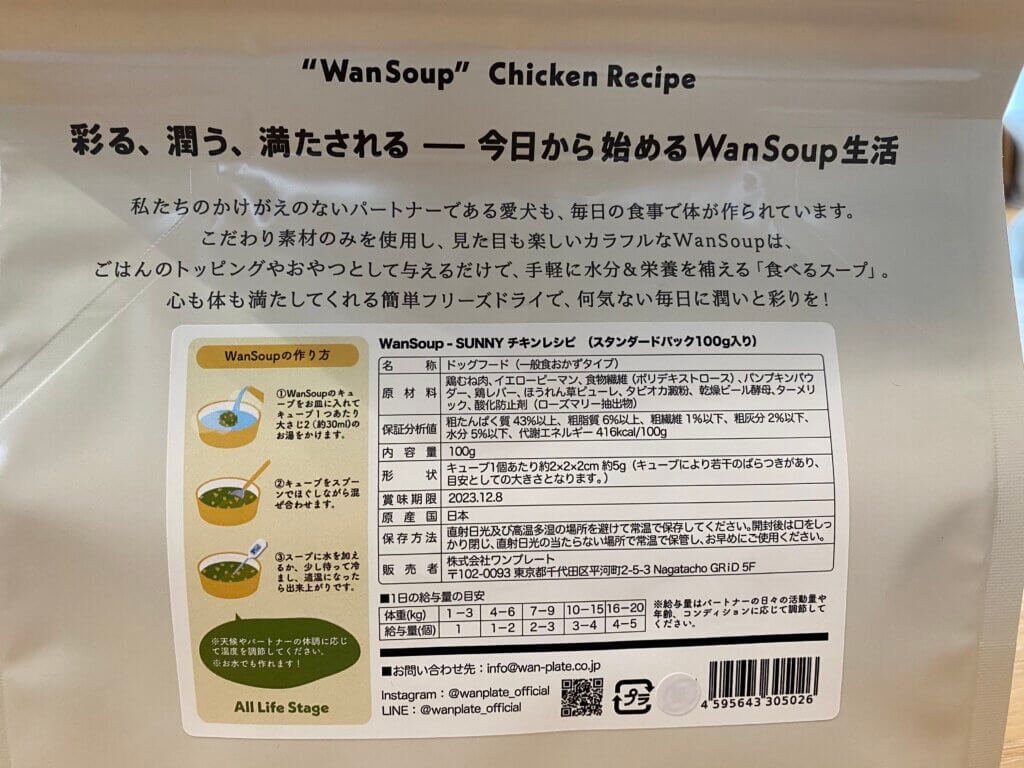 “WanSoup” Chicken Recipe
彩る、潤う、満たされる — 今日から始めるWanSoup生活
私たちのかけがえのないパートナーである愛犬も、毎日の食事で体が作られています。
こだわり素材のみを使用し、見た目も楽しいカラフルなWanSoupは、
ごはんのトッピングやおやつとして与えるだけで、手軽に水分&栄養を補える「食べるスープ」。
心も体も満たしてくれる簡単フリーズドライで、何気ない毎日に潤いと彩りを!
WanSoupの作り方
①WanSoupのキュ
ーブをお皿に入れて
キューブ1つあたり
大さじ2(約30ml)の
お湯をかけます。
②キューブをスプー
ンでほぐしながら混
ぜ合わせます。
③スープに水を加え
るか、少し待って冷
まし、適温になった
ら出来上がりです。
※天候やパートナーの体調に応じ
て温度を調節してください。
※お水でも作れます!
All Life Stage
WanSoup - SUNNY チキンレシピ (スタンダードパック100g入り)
名称 ドッグフード(一般食おかずタイプ)
原材料 鶏むね肉、イエローピーマン、食物繊維(ポリデキストロース)、パンプキンパウ
ダー、鶏レバー、ほうれん草ピューレ、タピオカ澱粉、乾燥ビール酵母、ターメリ
ック、酸化防止剤(ローズマリー抽出物)
保証分析値 粗たんぱく質 43%以上、粗脂質 6%以上、粗繊維 1%以下、粗灰分 2%以下、
水分 5%以下、代謝エネルギー 416kcal/100g
内容量 100g
形状 キューブ1個あたり約2×2×2cm 約5g(キューブにより若干のばらつきがあり、
目安としての大きさとなります。)
賞味期限 2023.12.8
原産国 日本
保存方法 直射日光及び高温多湿の場所を避けて常温で保存してください。開封後は口をしっ
かり閉じ、直射日光の当たらない場所で常温で保管し、お早めにご使用ください。
販売者 株式会社ワンプレート
〒102-0093 東京都千代田区平河町2-5-3 Nagatacho GRiD 5F
■1日の給与量の目安
体重(kg) 1−3 4−6 7−9 10−15 16−20
給与量(個) 1 1−2 2−3 3−4 4−5
※給与量はパートナーの日々の活動量や
年齢、コンディションに応じて調節して
ください。
■お問い合わせ先:info@wan-plate.co.jp
Instagram : @wanplate_official
LINE : @wanplate_official
プラ
4 595643 305026